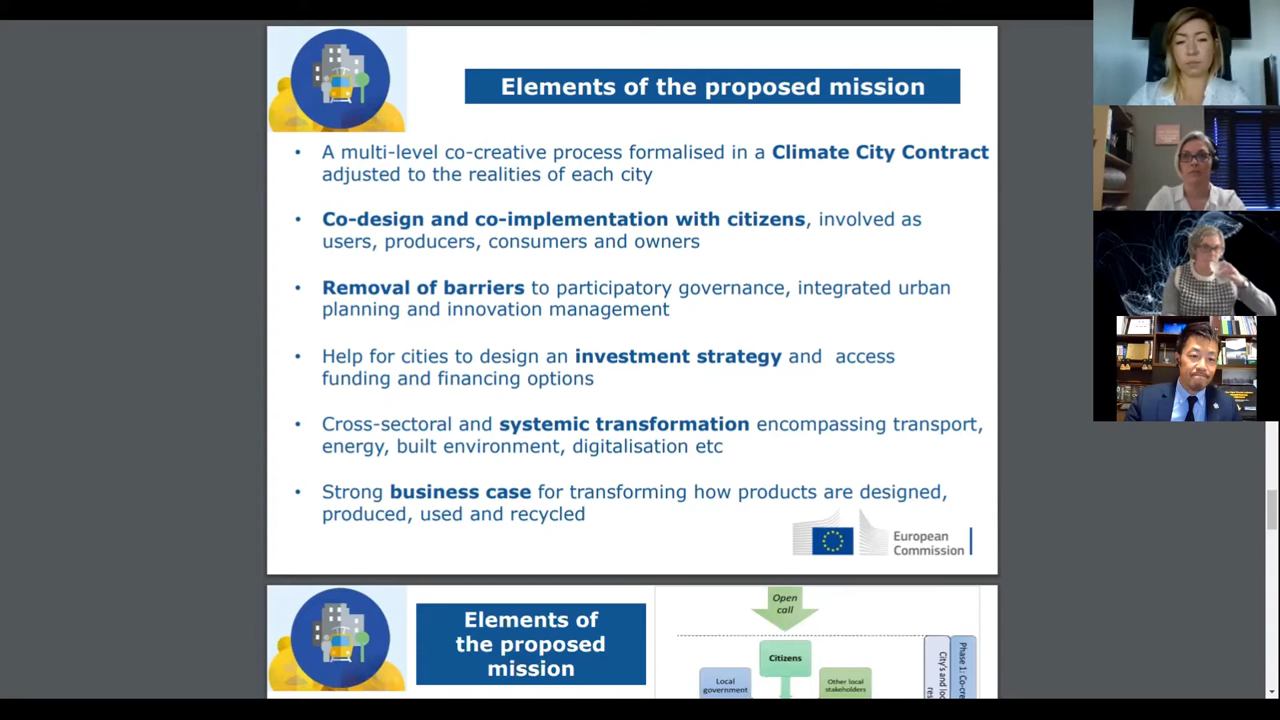 Elements of the proposed mission
• A multi-level co-creative process formalised in a Climate City Contract
adjusted to the realities of each city
• Co-design and co-implementation with citizens, involved as
users, producers, consumers and owners
• Removal of barriers to participatory governance, integrated urban
planning and innovation management
• Help for cities to design an investment strategy and access
funding and financing options
• Cross-sectoral and systemic transformation encompassing transport,
energy, built environment, digitalisation etc
• Strong business case for transforming how products are designed,
produced, used and recycled
European
Commission
Elements of
the proposed
mission
Open
call
Citizens
Local
government
Other local
stakeholders
City's and
Phase 1: